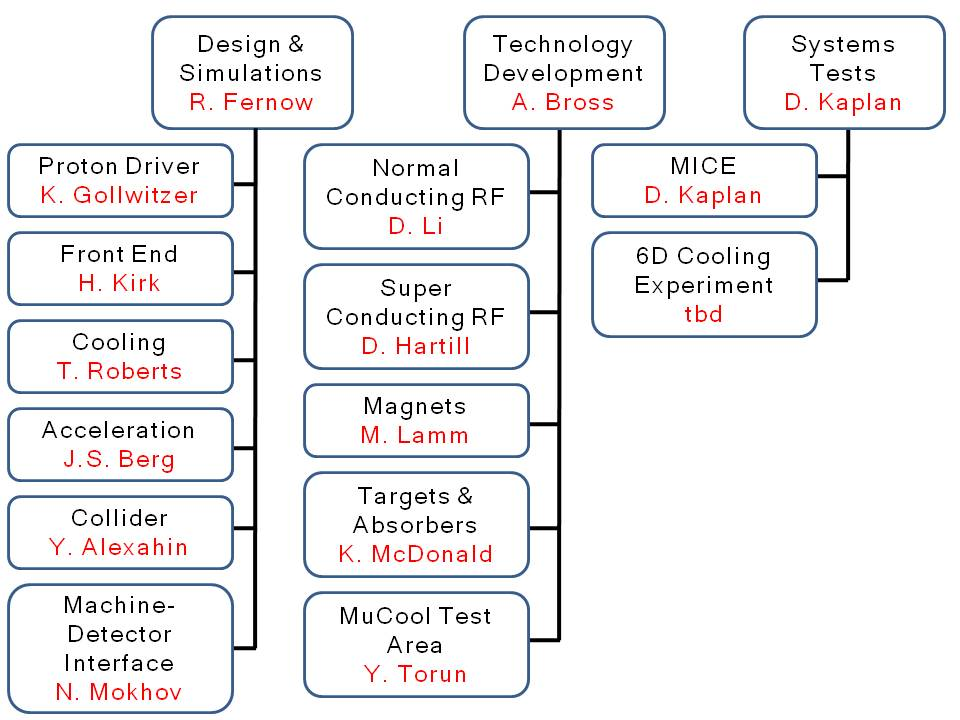 Design &
Simulations
R. Fernow
Proton Driver
K. Gollwitzer
Front End
H. Kirk
Cooling
T. Roberts
Acceleration
J.S. Berg
Collider
Y. Alexahin
Machine-
Detector
Interface
N. Mokhov
Technology
Development
A. Bross
Normal
Conducting RF
D. Li
Super
Conducting RF
D. Hartill
Magnets
M. Lamm
Targets &
Absorbers
K. McDonald
MuCool Test
Area
Y. Torun
Systems
Tests
D. Kaplan
MICE
D. Kaplan
6D Cooling
Experiment
tbd